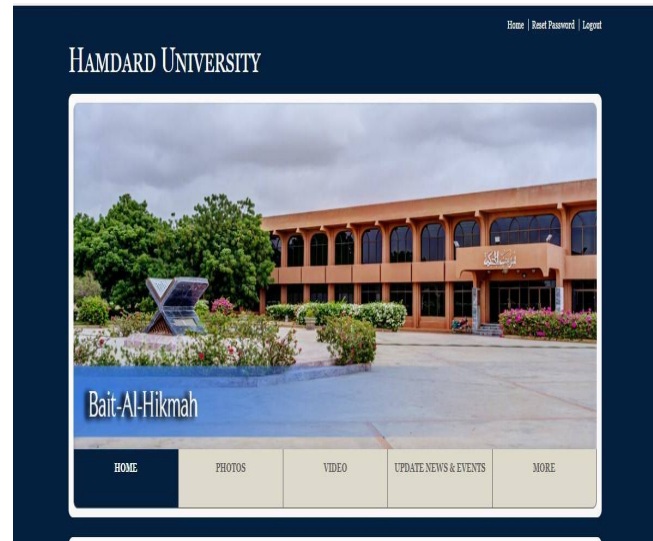 Home | Reset Password | Logout
HAMDARD UNIVERSITY
Bait-Al-Hikmah
HOME PHOTOS VIDEO UPDATE NEWS & EVENTS MORE